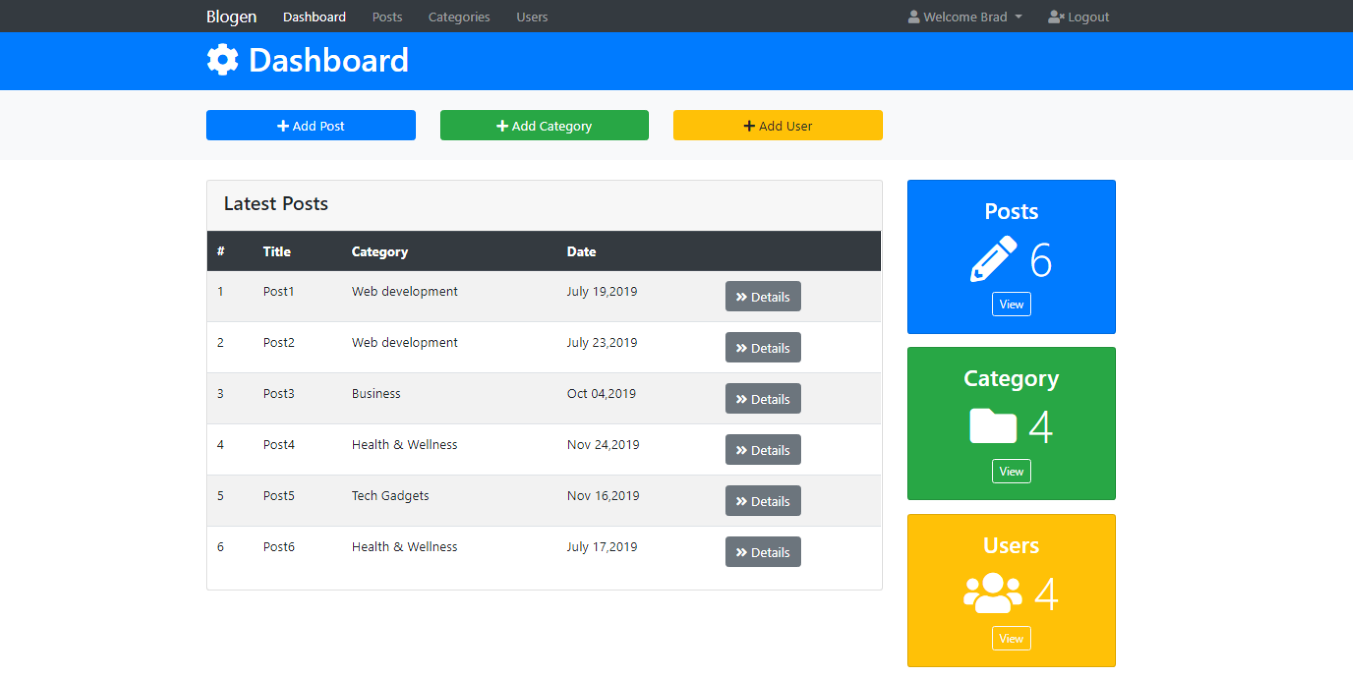 Blogen Dashboard Posts Categories Users Welcome Brad Logout
Dashboard
Add Post Add Category Add User
Latest Posts
# Title Category Date
1 Post1 Web development July 19,2019 Details
2 Post2 Web development July 23,2019 Details
3 Post3 Business Oct 04,2019 Details
4 Post4 Health & Wellness Nov 24,2019 Details
5 Post5 Tech Gadgets Nov 16,2019 Details
6 Post6 Health & Wellness July 17,2019 Details
Posts
6
View
Category
4
View
Users
4
View